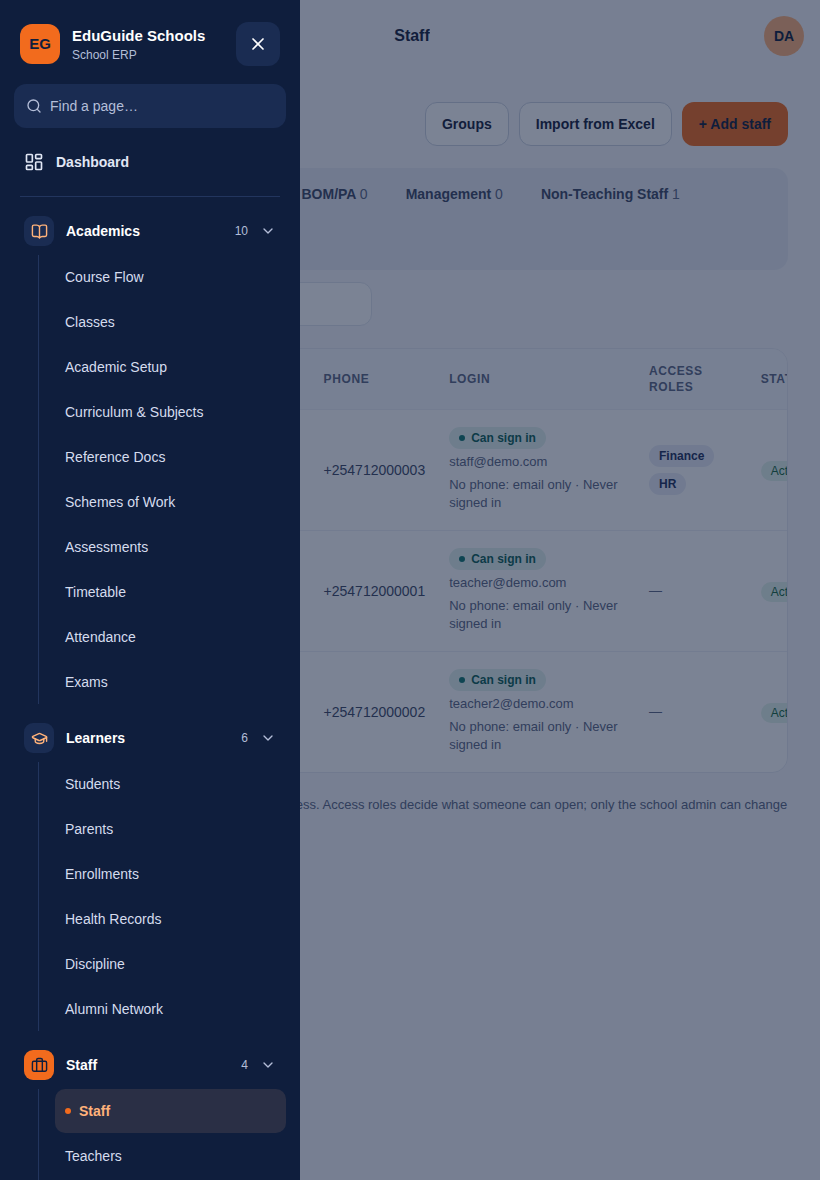 EG
EduGuide Schools
School ERP
Find a page…
Dashboard
Academics 10
Course Flow
Classes
Academic Setup
Curriculum & Subjects
Reference Docs
Schemes of Work
Assessments
Timetable
Attendance
Exams
Learners 6
Students
Parents
Enrollments
Health Records
Discipline
Alumni Network
Staff 4
Staff
Teachers
Staff
DA
Groups
Import from Excel
+ Add staff
BOM/PA 0
Management 0
Non-Teaching Staff 1
PHONE LOGIN ACCESS ROLES STAT
+254712000003
Can sign in
staff@demo.com
No phone: email only · Never
signed in
Finance
HR
Act
+254712000001
Can sign in
teacher@demo.com
No phone: email only · Never
signed in
—
Act
+254712000002
Can sign in
teacher2@demo.com
No phone: email only · Never
signed in
—
Act
ess. Access roles decide what someone can open; only the school admin can change